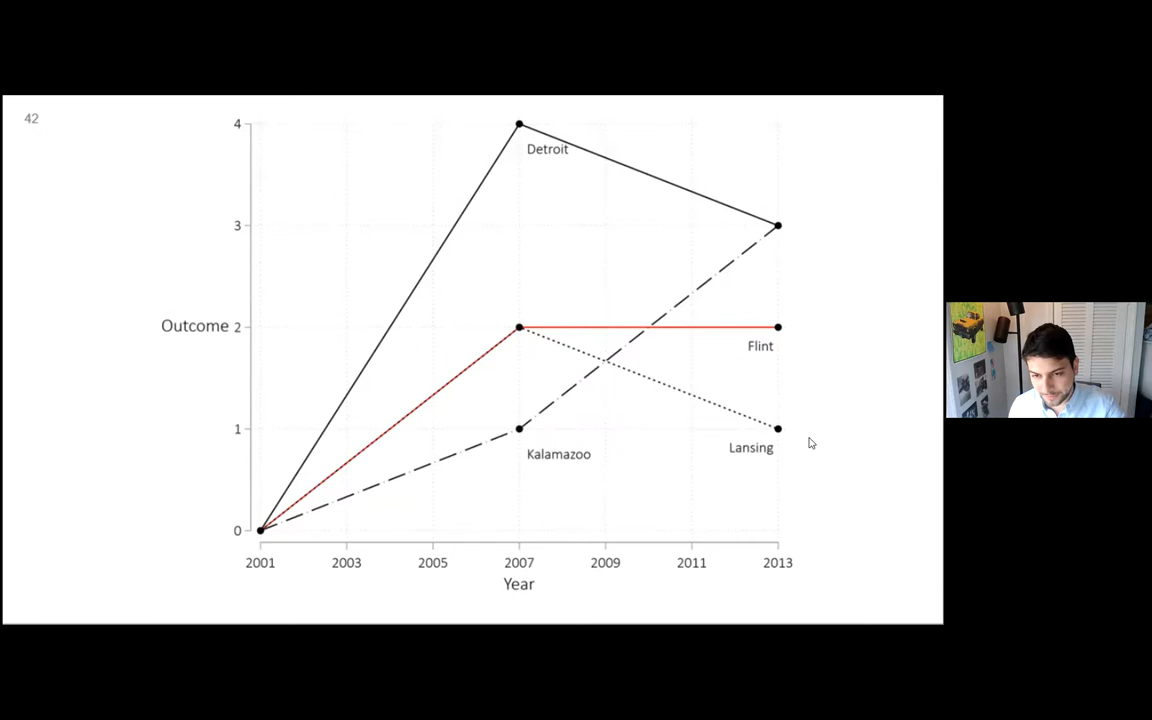 42
4
Detroit
3
Outcome 2
Flint
1
Kalamazoo
Lansing
0
2001 2003 2005 2007 2009 2011 2013
Year